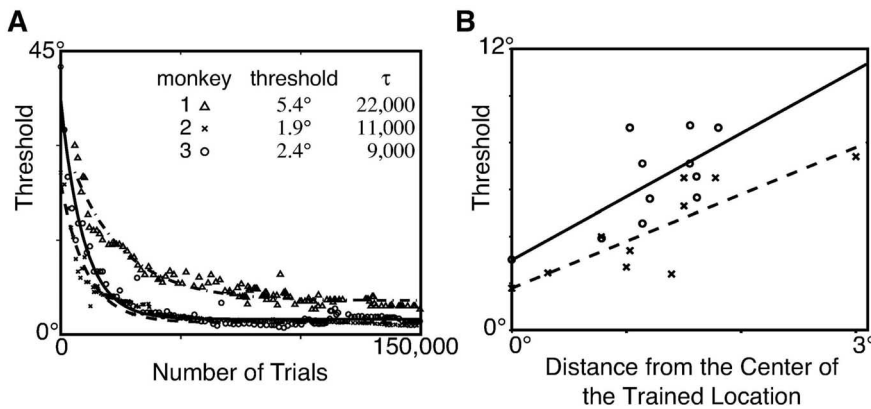 A
45°
monkey threshold τ
1 △ 5.4° 22,000
2 × 1.9° 11,000
3 ○ 2.4° 9,000
Threshold
0°
0 150,000
Number of Trials
B
12°
Threshold
0°
0° 3°
Distance from the Center of
the Trained Location